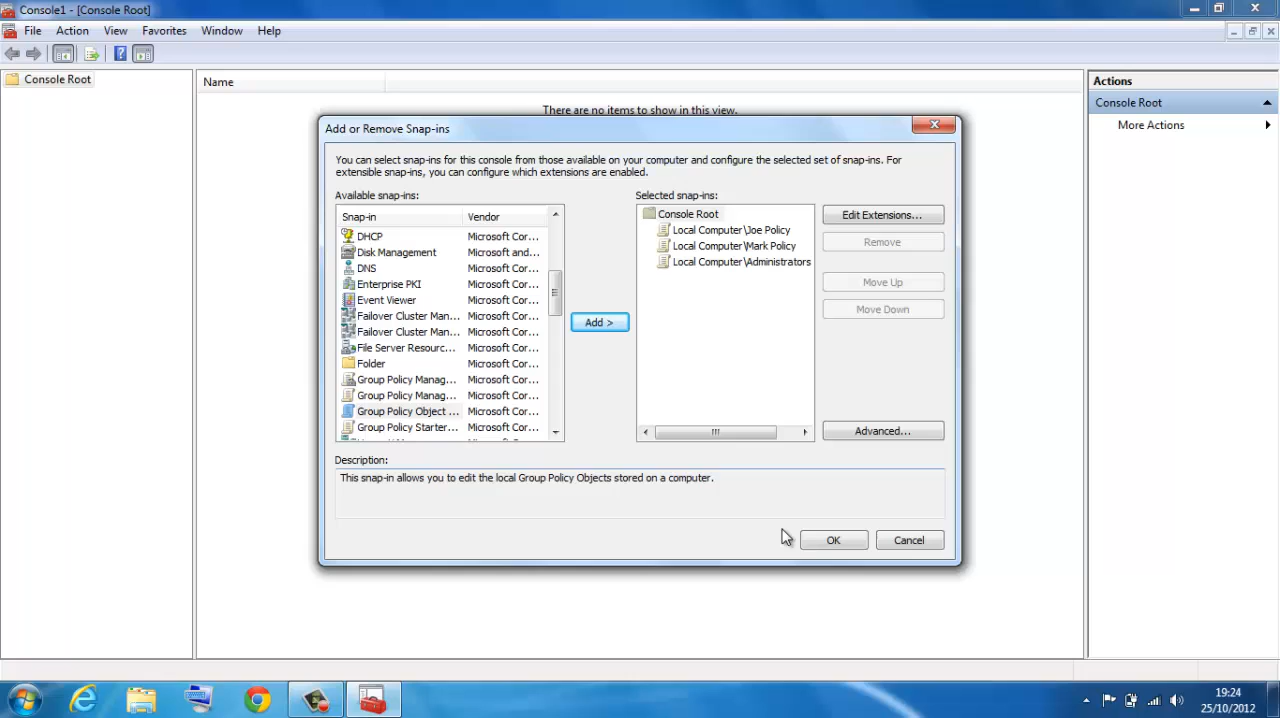 Console1 - [Console Root]
File Action View Favorites Window Help
Console Root
Name
There are no items to show in this view.
Actions
Console Root
More Actions
Add or Remove Snap-ins
You can select snap-ins for this console from those available on your computer and configure the selected set of snap-ins. For
extensible snap-ins, you can configure which extensions are enabled.
Available snap-ins:
Snap-in Vendor
DHCP Microsoft Cor...
Disk Management Microsoft and...
DNS Microsoft Cor...
Enterprise PKI Microsoft Cor...
Event Viewer Microsoft Cor...
Failover Cluster Man... Microsoft Cor...
Failover Cluster Man... Microsoft Cor...
File Server Resourc... Microsoft Cor...
Folder Microsoft Cor...
Group Policy Manag... Microsoft Cor...
Group Policy Manag... Microsoft Cor...
Group Policy Object ... Microsoft Cor...
Group Policy Starter... Microsoft Cor...
Add >
Selected snap-ins:
Console Root
Local Computer\Joe Policy
Local Computer\Mark Policy
Local Computer\Administrators
Edit Extensions...
Remove
Move Up
Move Down
Advanced...
Description:
This snap-in allows you to edit the local Group Policy Objects stored on a computer.
OK Cancel
19:24
25/10/2012